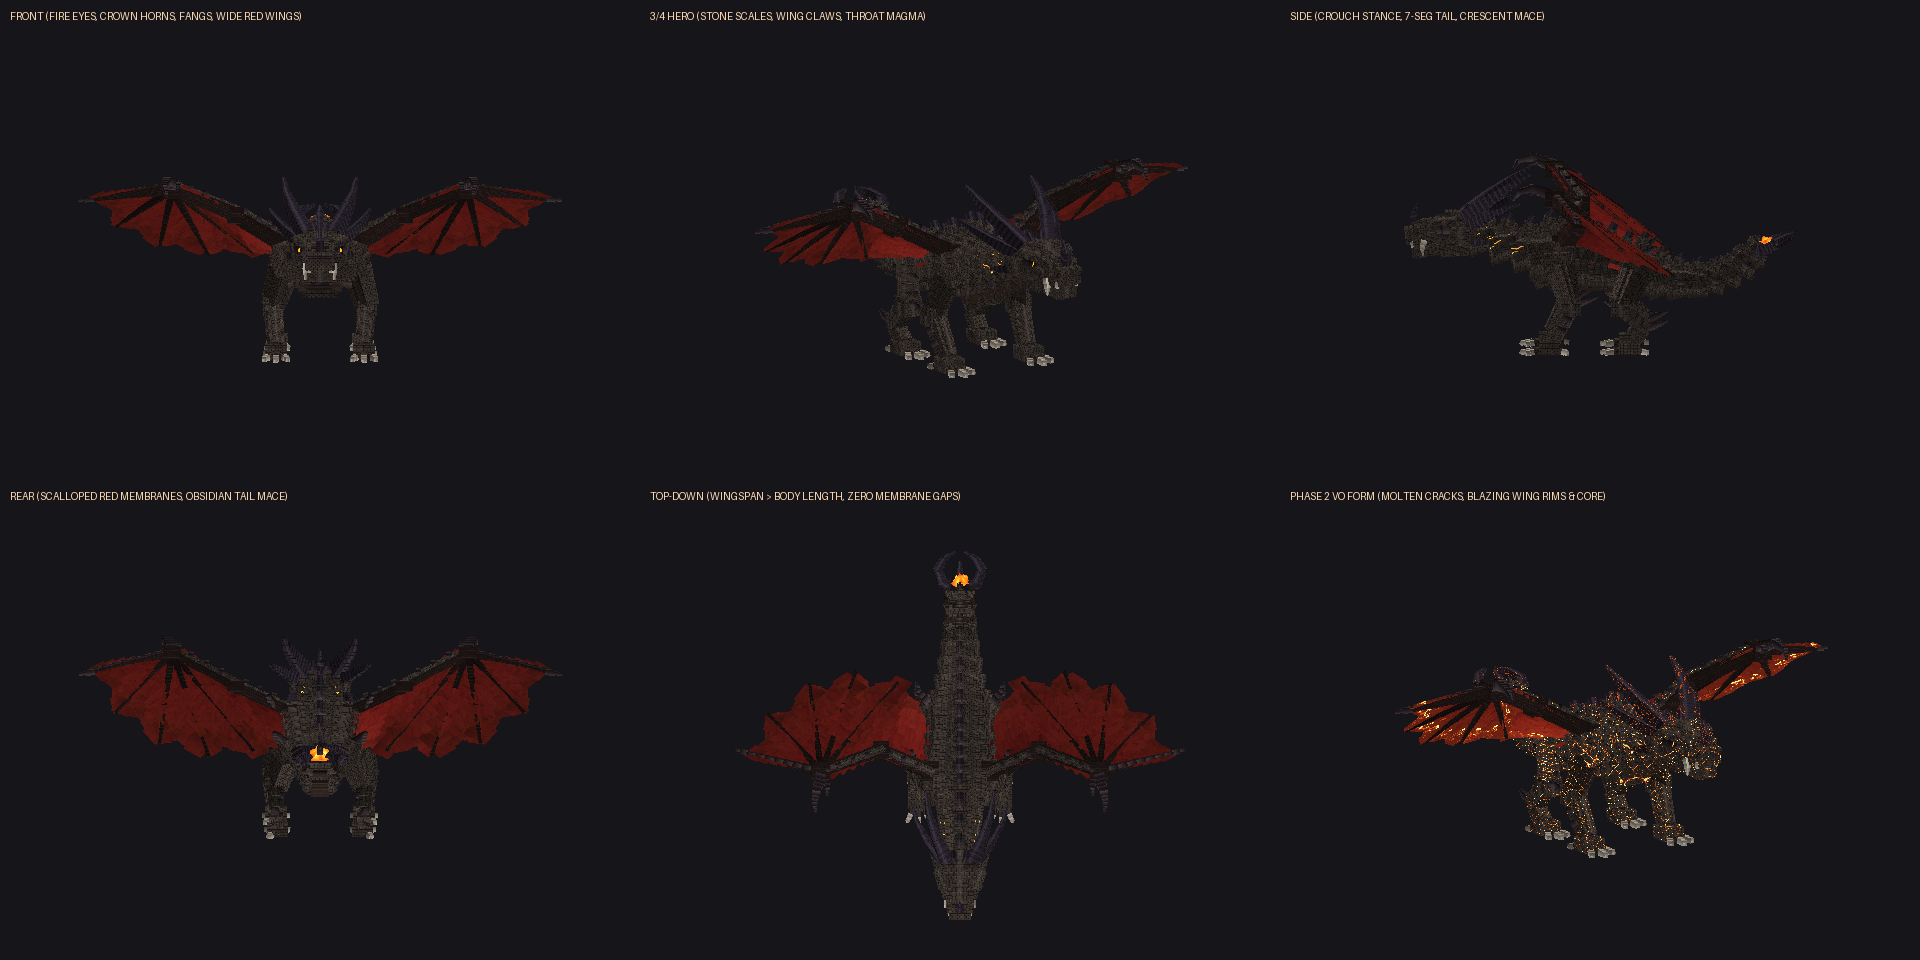 FRONT (FIRE EYES, CROWN HORNS, FANGS, WIDE RED WINGS)
3/4 HERO (STONE SCALES, WING CLAWS, THROAT MAGMA)
SIDE (CROUCH STANCE, 7-SEG TAIL, CRESCENT MACE)
REAR (SCALLOPED RED MEMBRANES, OBSIDIAN TAIL MACE)
TOP-DOWN (WINGSPAN > BODY LENGTH, ZERO MEMBRANE GAPS)
PHASE 2 VO FORM (MOLTEN CRACKS, BLAZING WING RIMS & CORE)